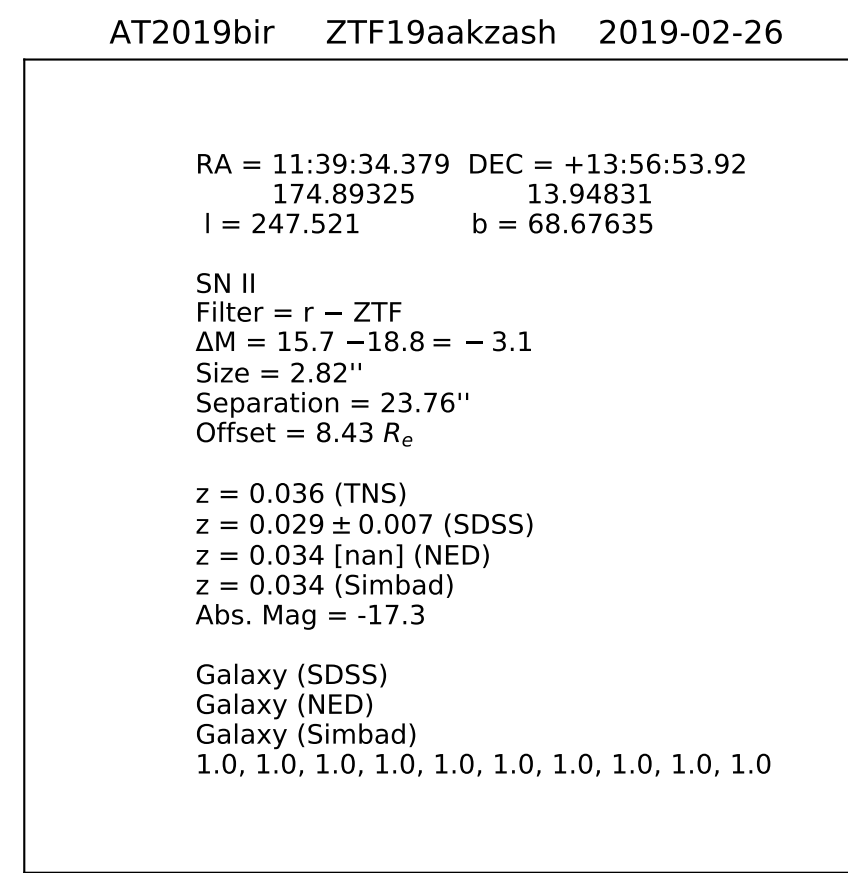 AT2019bir ZTF19aakzash 2019-02-26
RA = 11:39:34.379 DEC = +13:56:53.92
174.89325 13.94831
l = 247.521 b = 68.67635
SN II
Filter = r − ZTF
ΔM = 15.7 −18.8 = − 3.1
Size = 2.82''
Separation = 23.76''
Offset = 8.43 Re
z = 0.036 (TNS)
z = 0.029 ± 0.007 (SDSS)
z = 0.034 [nan] (NED)
z = 0.034 (Simbad)
Abs. Mag = -17.3
Galaxy (SDSS)
Galaxy (NED)
Galaxy (Simbad)
1.0, 1.0, 1.0, 1.0, 1.0, 1.0, 1.0, 1.0, 1.0, 1.0